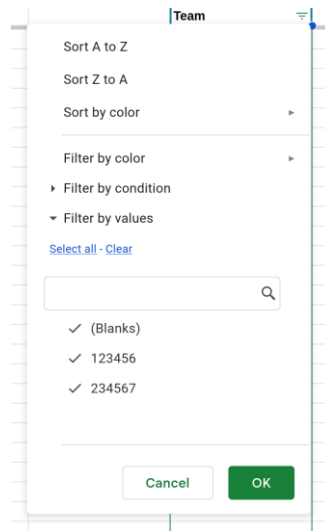 Team
Sort A to Z
Sort Z to A
Sort by color
Filter by color
Filter by condition
Filter by values
Select all - Clear
(Blanks)
123456
234567
Cancel OK